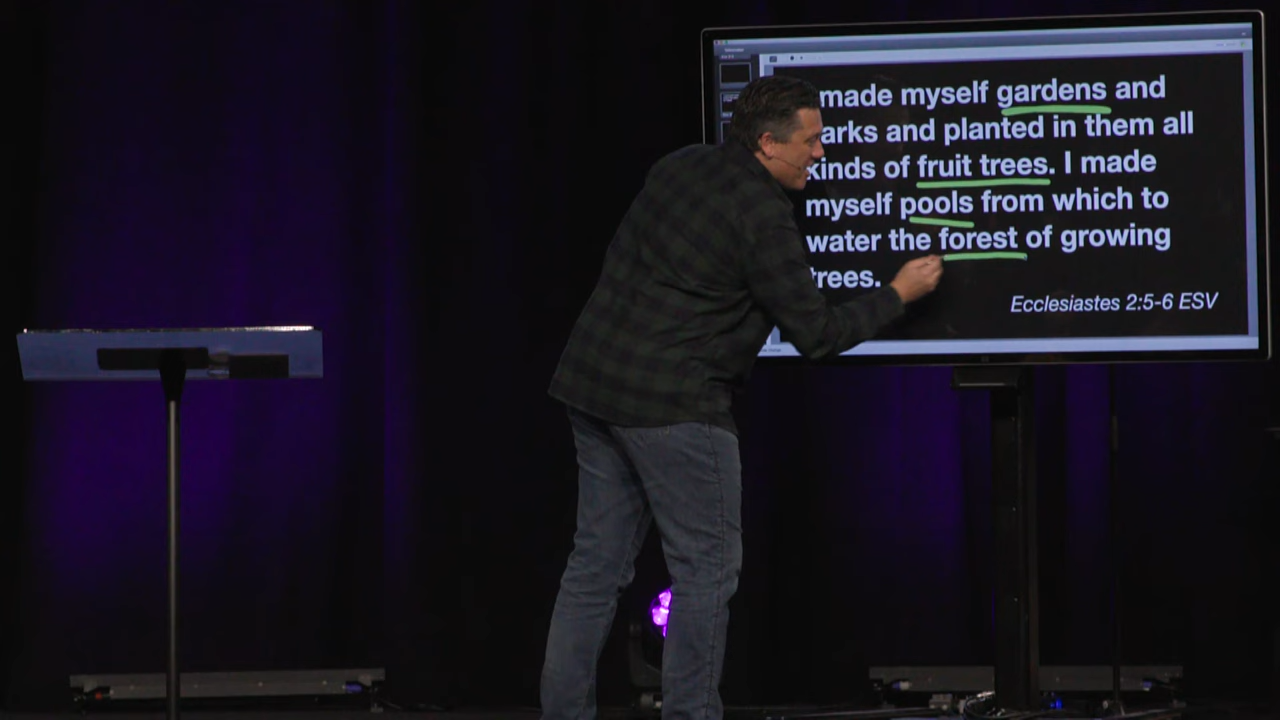 made myself gardens and
arks and planted in them all
kinds of fruit trees. I made
myself pools from which to
water the forest of growing
trees.
Ecclesiastes 2:5-6 ESV